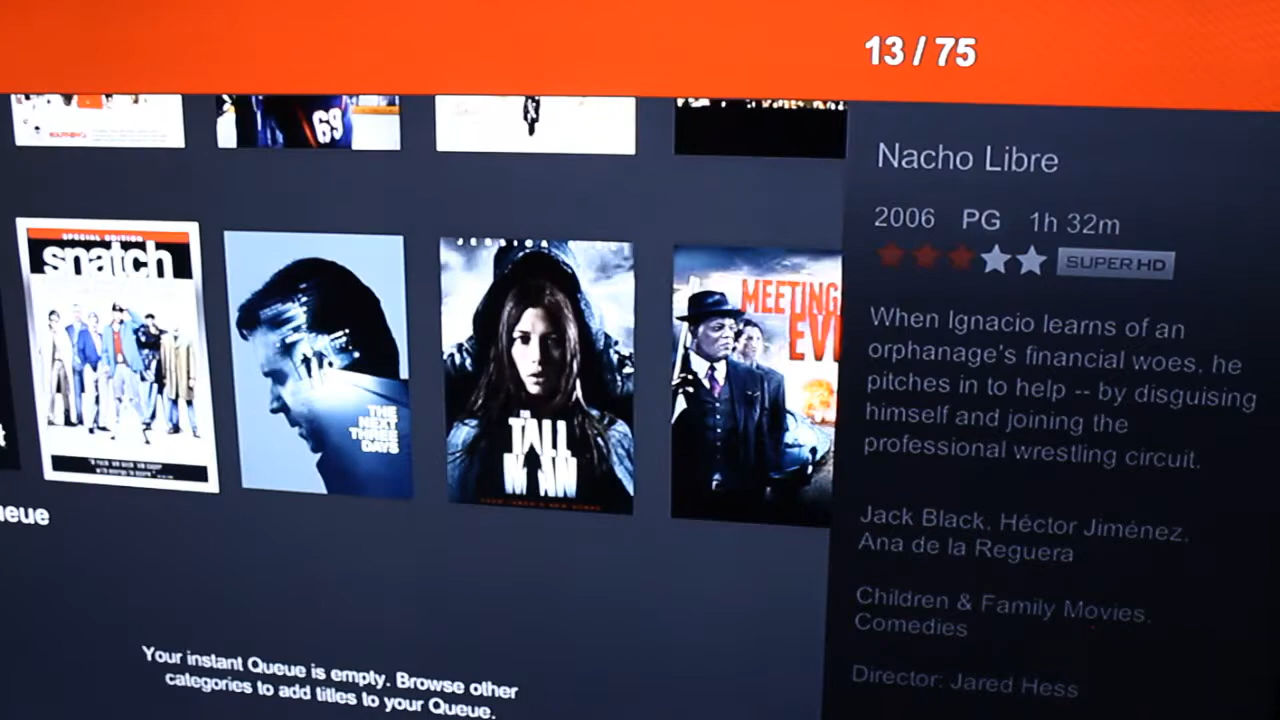 13 / 75
69
Nacho Libre
2006 PG 1h 32m
SUPER HD
When Ignacio learns of an
orphanage's financial woes, he
pitches in to help -- by disguising
himself and joining the
professional wrestling circuit.
Jack Black, Héctor Jiménez,
Ana de la Reguera
Children & Family Movies,
Comedies
Director: Jared Hess
SPECIAL EDITION
snatch
THE
NEXT
THREE
DAYS
JESSICA
THE
TALL
MAN
MEETING
EVI
eue
Your instant Queue is empty. Browse other
categories to add titles to your Queue.